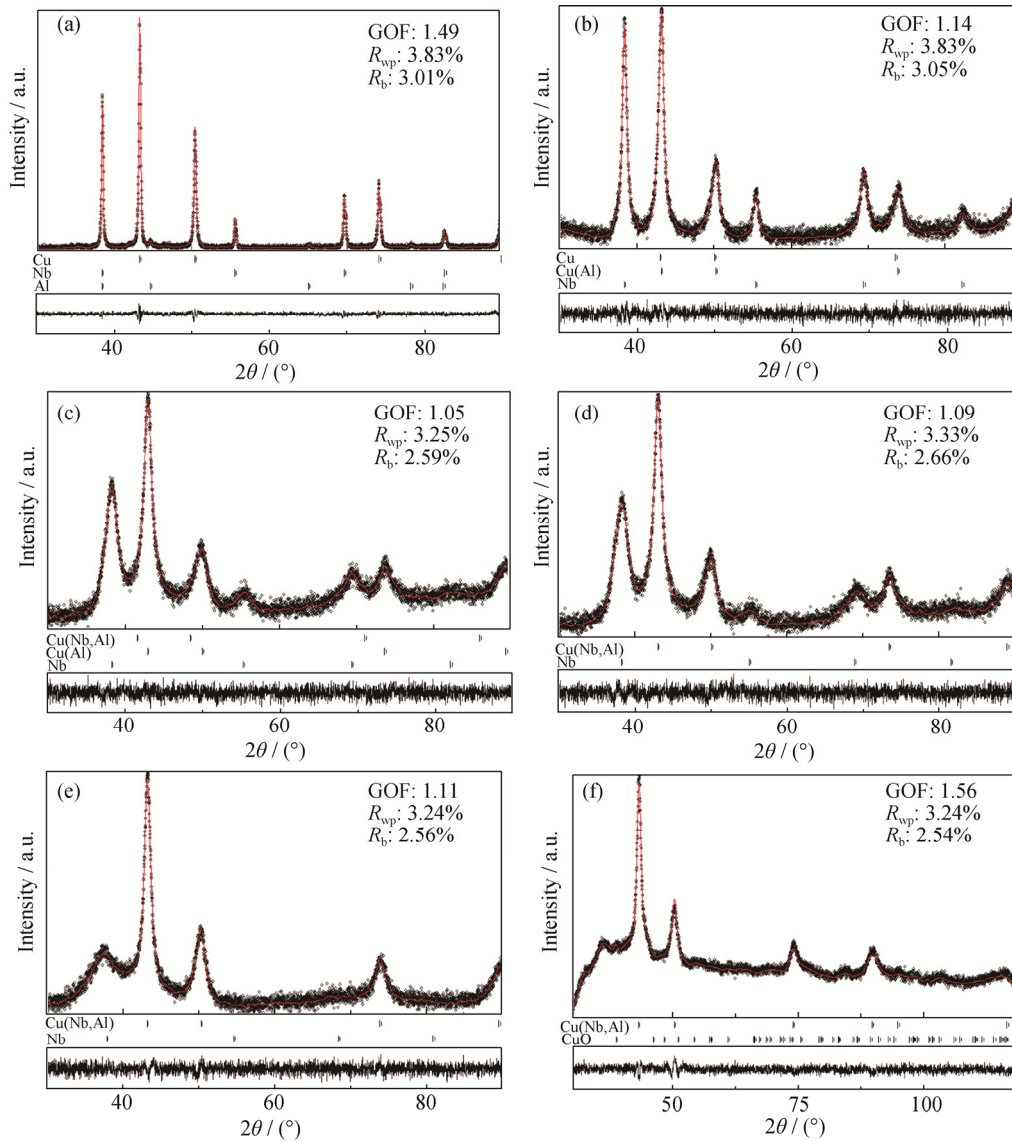 (a)
GOF: 1.49
Rwp: 3.83%
Rb: 3.01%
Intensity / a.u.
Cu
Nb
Al
40 60 80
2θ / (°)
(b)
GOF: 1.14
Rwp: 3.83%
Rb: 3.05%
Intensity / a.u.
Cu
Cu(Al)
Nb
40 60 80
2θ / (°)
(c)
GOF: 1.05
Rwp: 3.25%
Rb: 2.59%
Intensity / a.u.
Cu(Nb,Al)
Cu(Al)
Nb
40 60 80
2θ / (°)
(d)
GOF: 1.09
Rwp: 3.33%
Rb: 2.66%
Intensity / a.u.
Cu(Nb,Al)
Nb
40 60 80
2θ / (°)
(e)
GOF: 1.11
Rwp: 3.24%
Rb: 2.56%
Intensity / a.u.
Cu(Nb,Al)
Nb
40 60 80
2θ / (°)
(f)
GOF: 1.56
Rwp: 3.24%
Rb: 2.54%
Intensity / a.u.
Cu(Nb,Al)
CuO
50 75 100
2θ / (°)